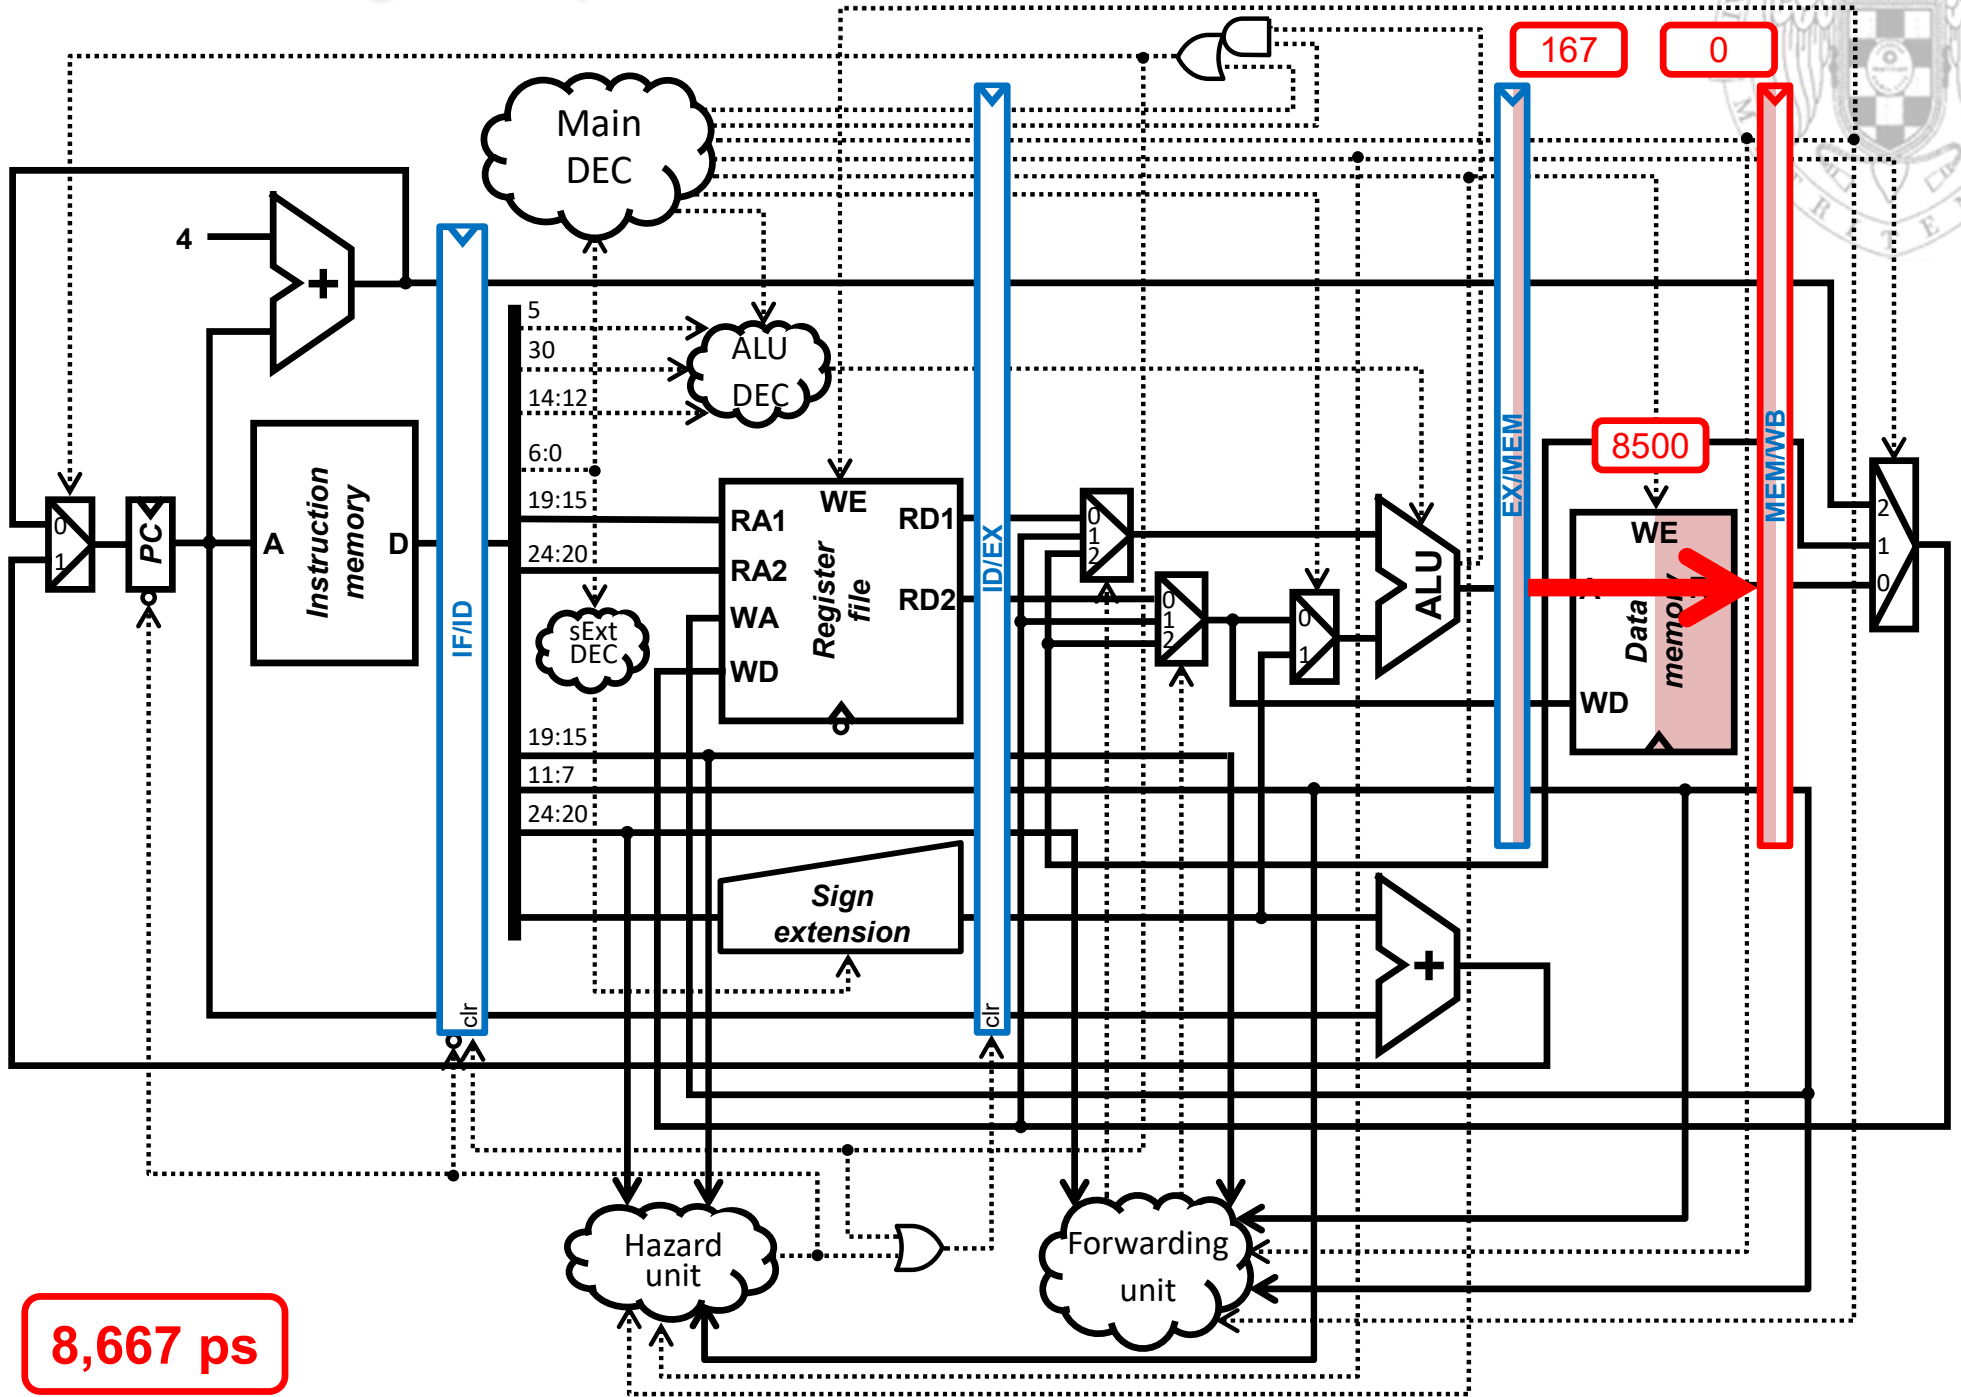 167
0
Main
DEC
4
5
30
14:12
6:0
19:15
24:20
ALU
DEC
8500
IF/ID
ID/EX
EX/MEM
MEM/WB
0
1
PC
A
Instruction
memory
D
sExt
DEC
WE
RA1
RA2
WA
WD
Register
file
RD1
RD2
0
1
2
0
1
2
0
1
ALU
WE
Data
memory
WD
2
1
0
19:15
11:7
24:20
Sign
extension
+
+
clr
clr
Hazard
unit
Forwarding
unit
8,667 ps